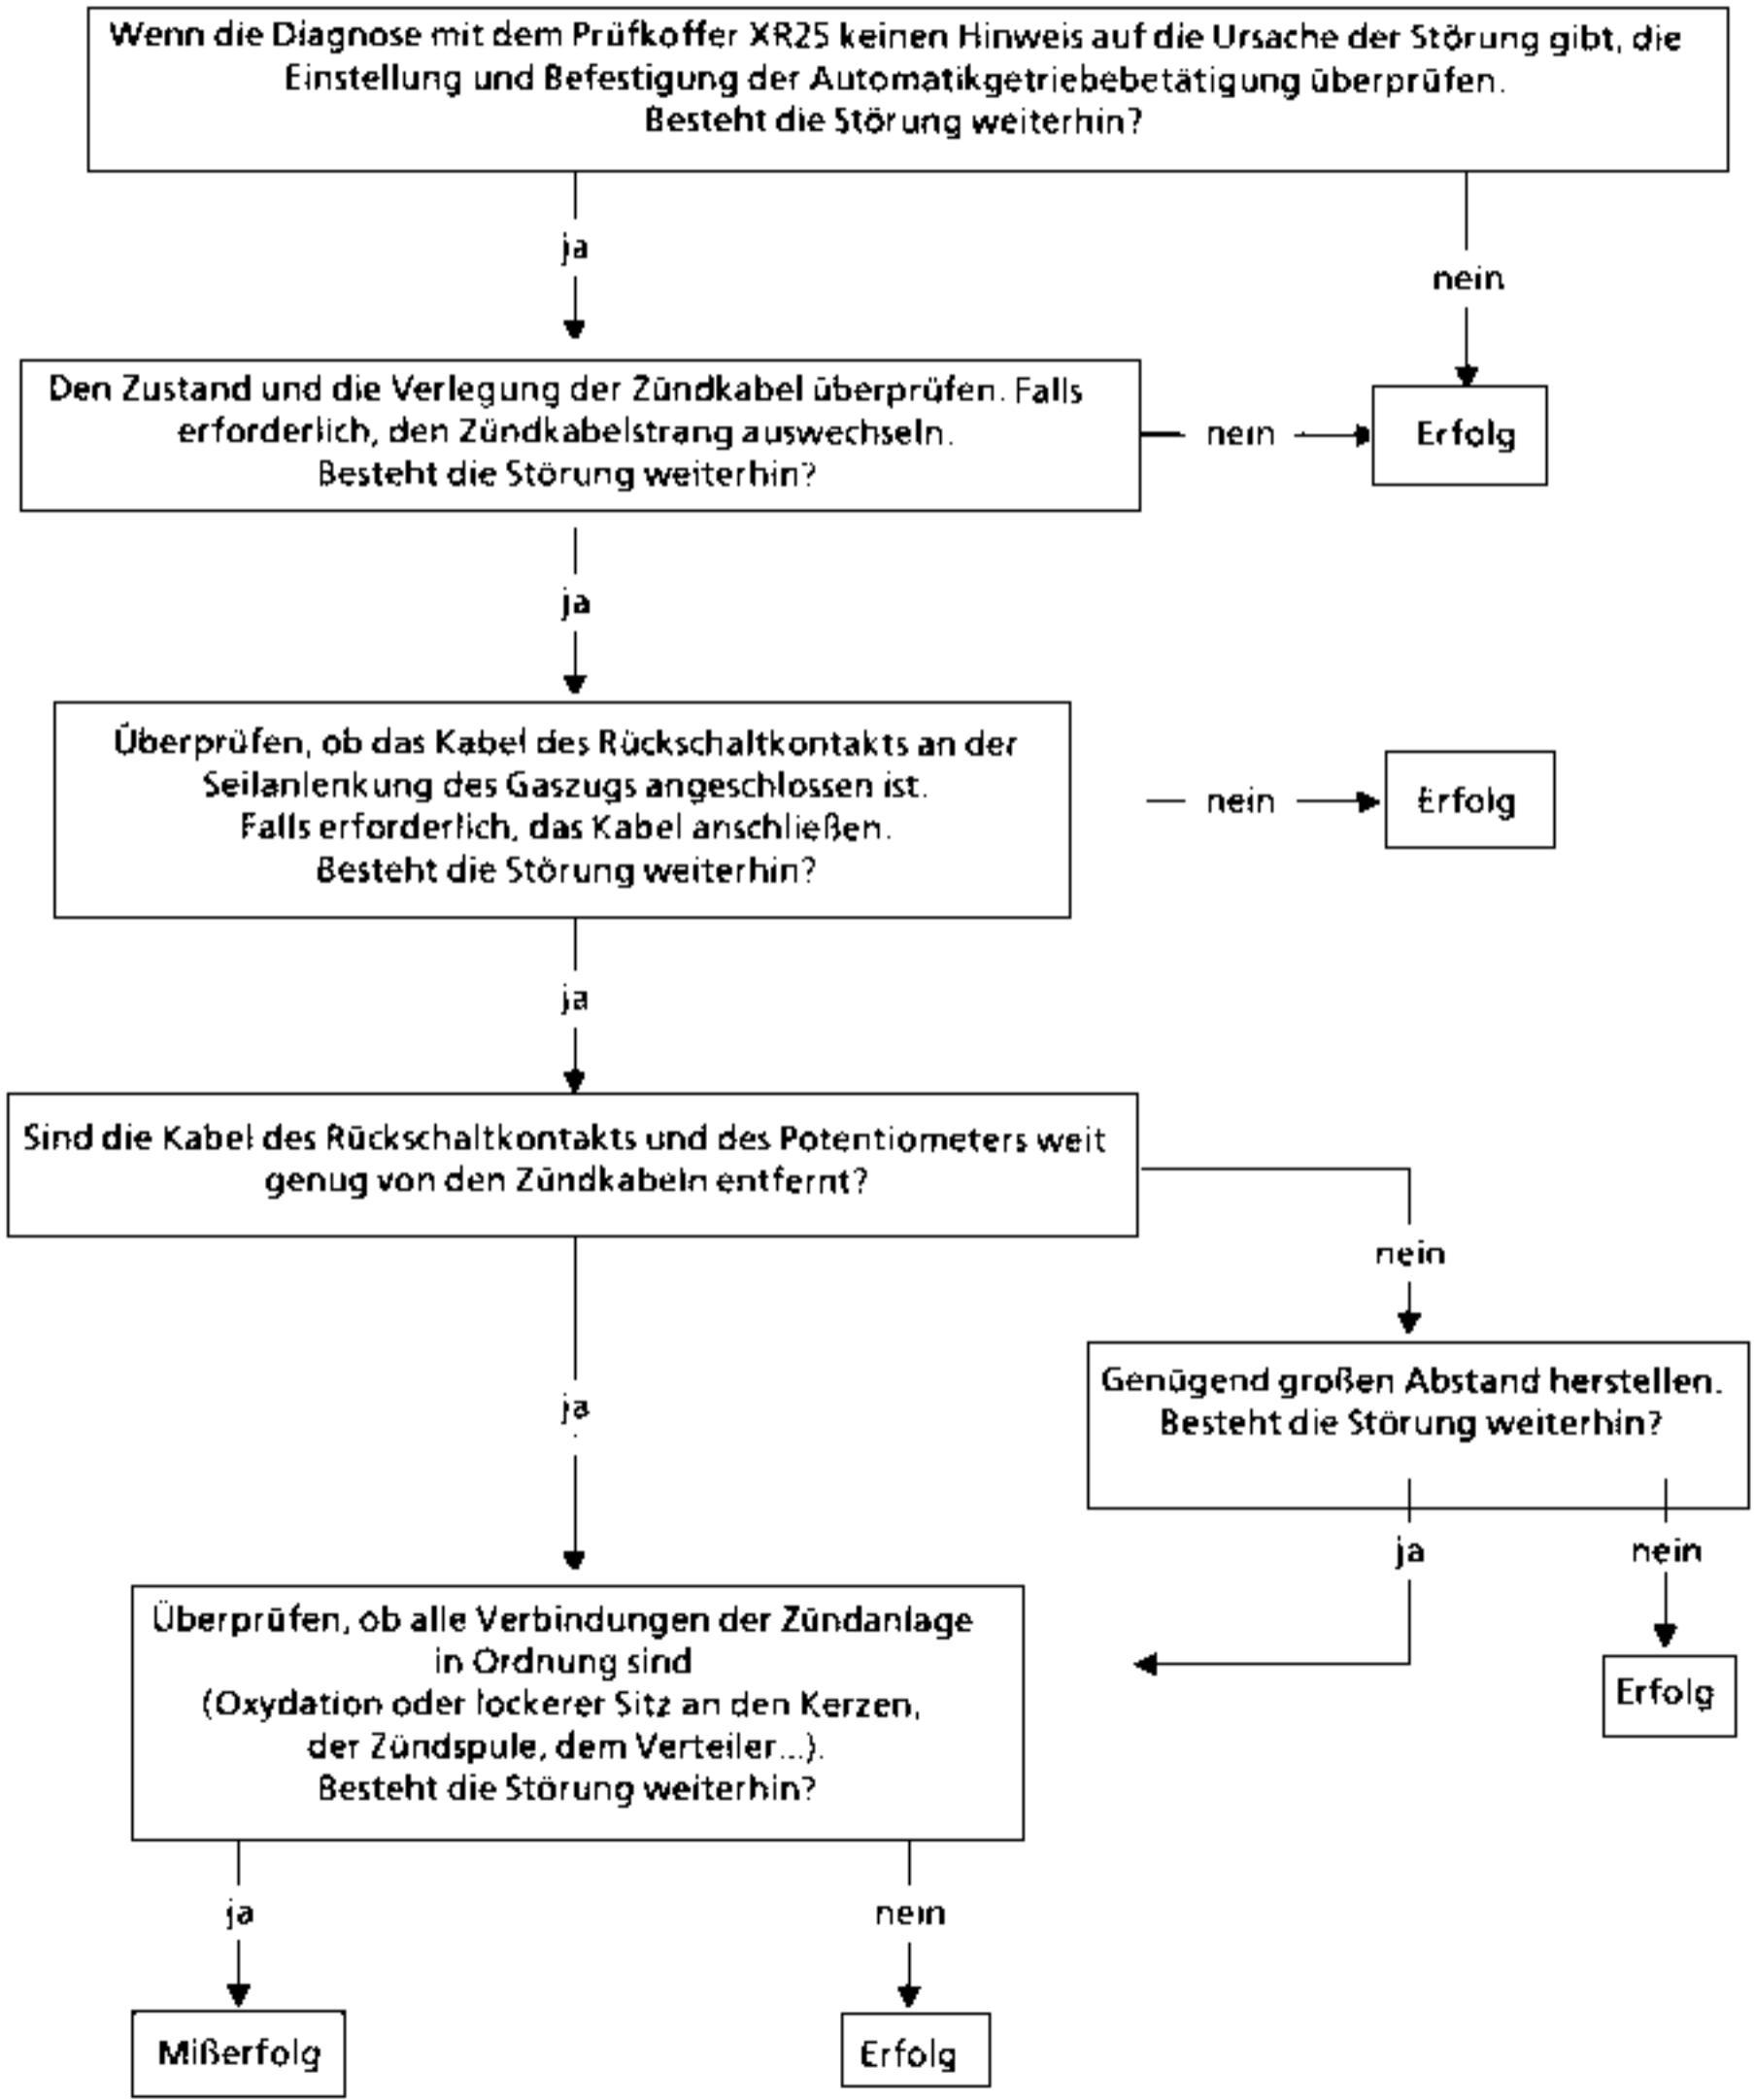 Wenn die Diagnose mit dem Prüfkoffer XR25 keinen Hinweis auf die Ursache der Störung gibt, die
Einstellung und Befestigung der Automatikgetriebebetätigung überprüfen.
Besteht die Störung weiterhin?
ja
nein
Den Zustand und die Verlegung der Zündkabel überprüfen. Falls
erforderlich, den Zündkabelstrang auswechseln.
Besteht die Störung weiterhin?
nein
Erfolg
ja
Überprüfen, ob das Kabel des Rückschaltkontakts an der
Seilanlenkung des Gaszugs angeschlossen ist.
Falls erforderlich, das Kabel anschließen.
Besteht die Störung weiterhin?
nein
Erfolg
ja
Sind die Kabel des Rückschaltkontakts und des Potentiometers weit
genug von den Zündkabeln entfernt?
nein
Genügend großen Abstand herstellen.
Besteht die Störung weiterhin?
ja
ja
nein
Erfolg
Überprüfen, ob alle Verbindungen der Zündanlage
in Ordnung sind
(Oxydation oder lockerer Sitz an den Kerzen,
der Zündspule, dem Verteiler...).
Besteht die Störung weiterhin?
ja
nein
Mißerfolg
Erfolg